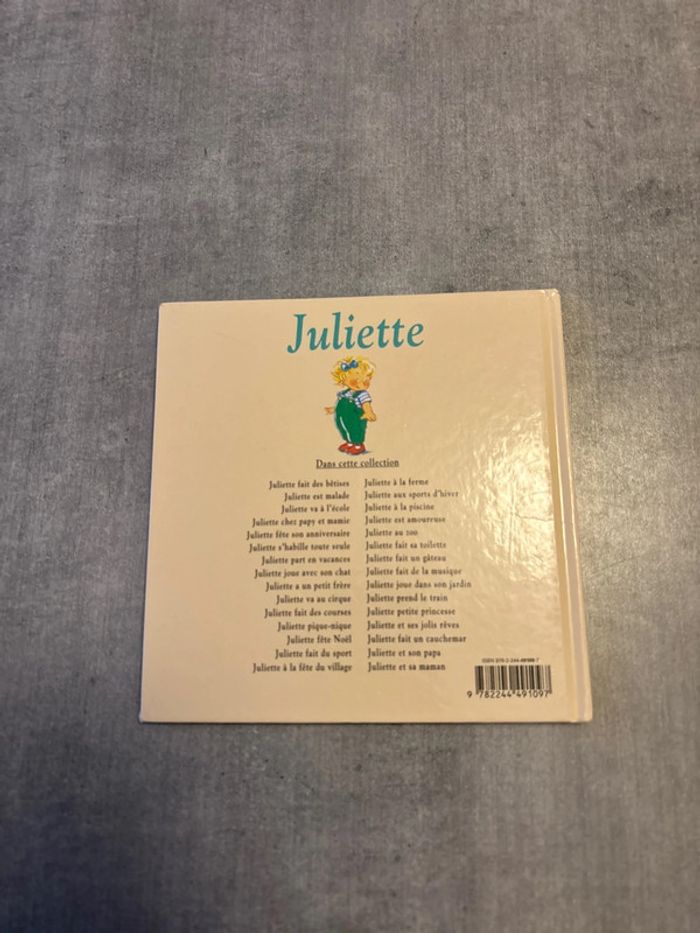 Juliette
Dans cette collection
Juliette fait des bêtises
Juliette est malade
Juliette va à l'école
Juliette chez papy et mamie
Juliette fête son anniversaire
Juliette s'habille toute seule
Juliette part en vacances
Juliette joue avec son chat
Juliette a un petit frère
Juliette va au cirque
Juliette fait des courses
Juliette pique-nique
Juliette fête Noël
Juliette fait du sport
Juliette à la fête du village
Juliette à la ferme
Juliette aux sports d'hiver
Juliette à la piscine
Juliette est amoureuse
Juliette au zoo
Juliette fait sa toilette
Juliette fait un gâteau
Juliette fait de la musique
Juliette joue dans son jardin
Juliette prend le train
Juliette petite princesse
Juliette et ses jolis rêves
Juliette fait un cauchemar
Juliette et son papa
Juliette et sa maman
ISBN 978-2-244-49109-7
9 782244 491097